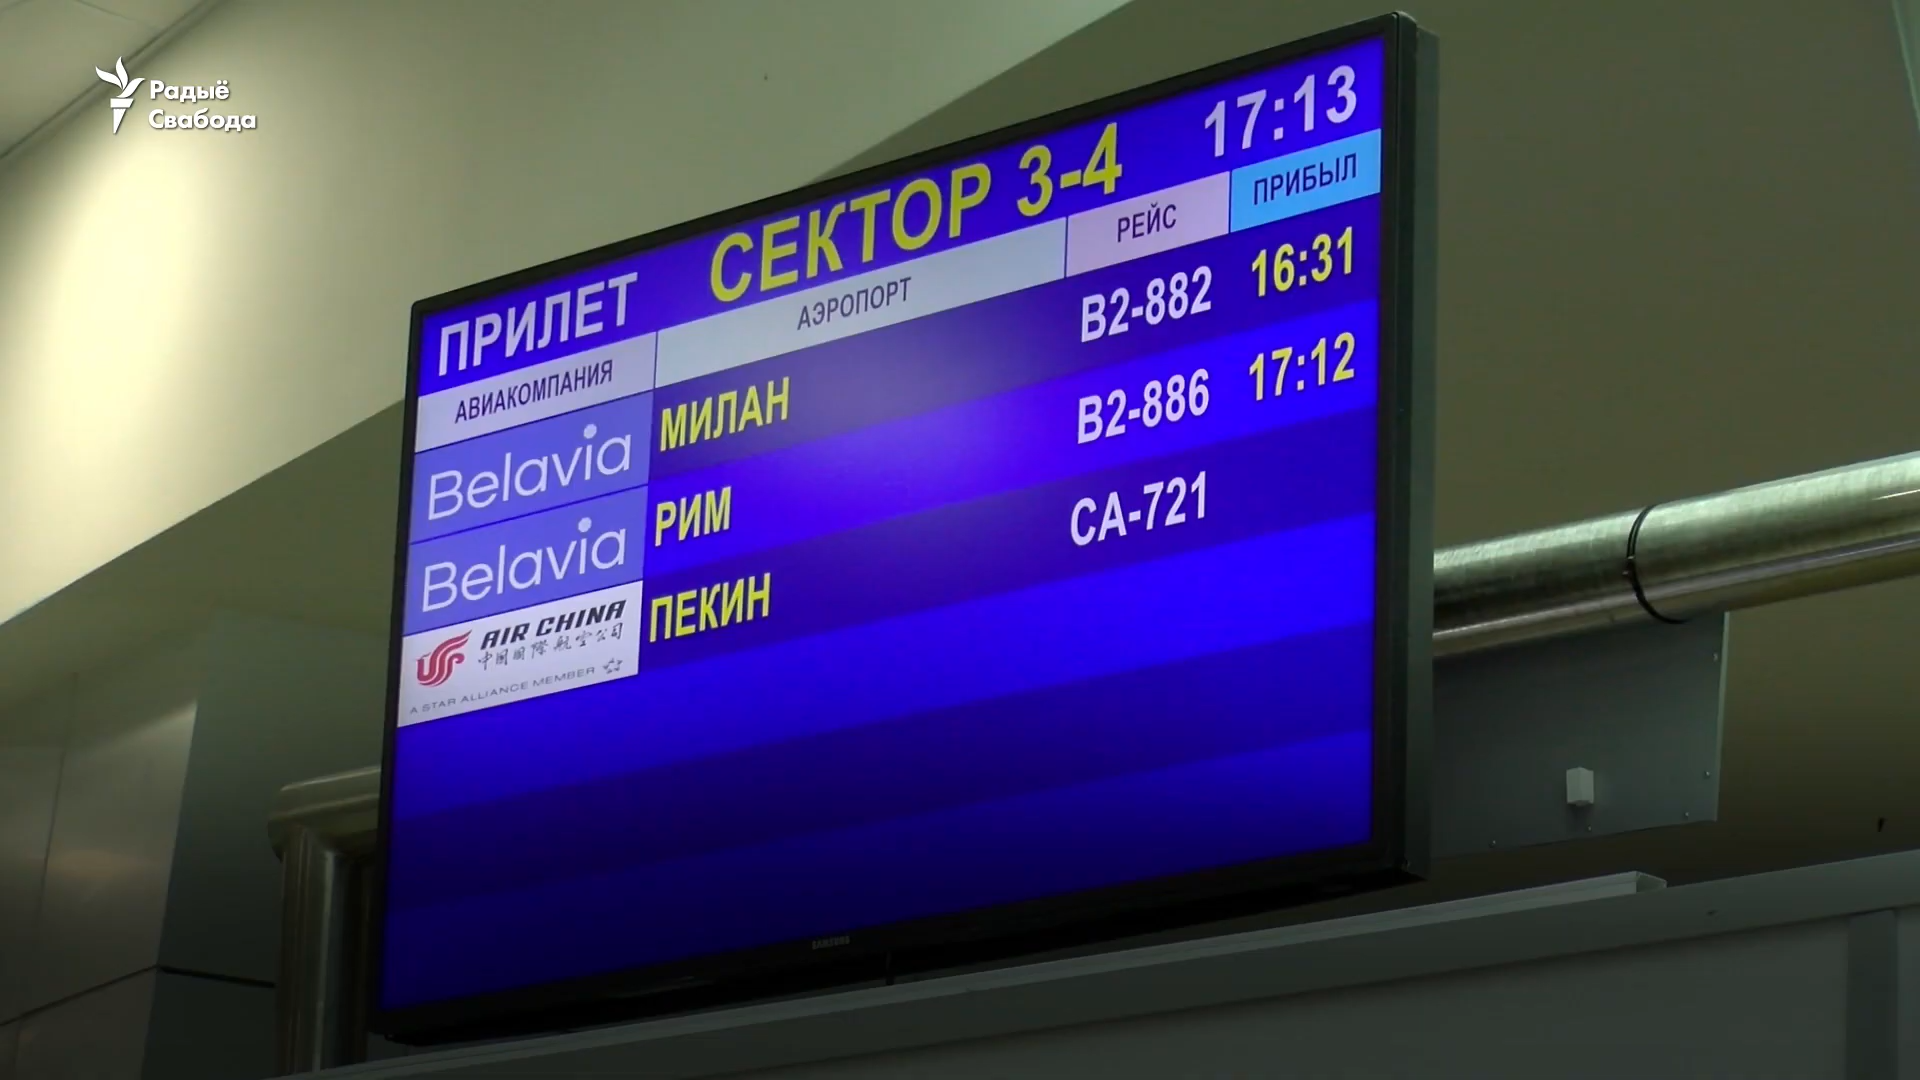 Радыё
Свабода
ПРИЛЕТ СЕКТОР 3-4 17:13
АВИАКОМПАНИЯ АЭРОПОРТ РЕЙС ПРИБЫЛ
Belavia МИЛАН B2-882 16:31
Belavia РИМ B2-886 17:12
AIR CHINA ПЕКИН CA-721
中国国际航空公司
A STAR ALLIANCE MEMBER
SAMSUNG